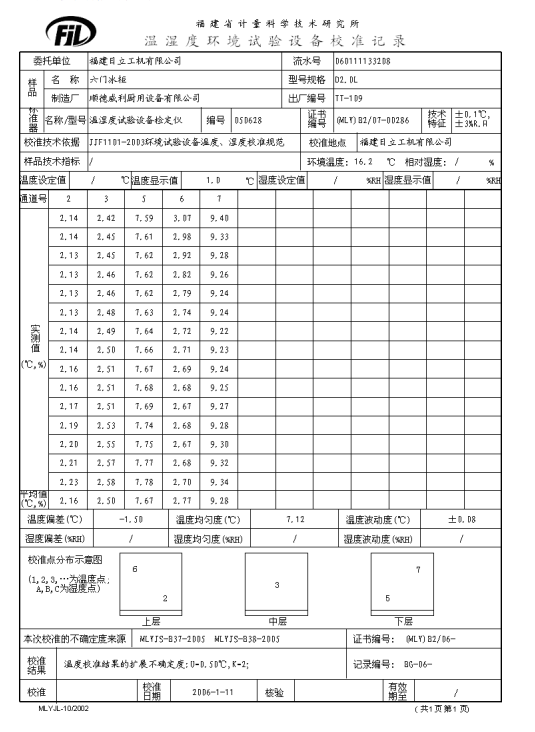 FJL
福建省计量科学技术研究所
温湿度环境试验设备校准记录
委托单位 福建日立工机有限公司 流水号 060111133208
样品 名 称 六门冰柜 型号规格 D2.0L
制造厂 顺德威利厨用设备有限公司 出厂编号 TT-109
标准器 名称/型号 温湿度试验设备检定仪 编号 050628 证书编号 (MLY)B2/07-00286 技术特征 ±0.1℃, ±3%R.H
校准技术依据 JJF1101-2003环境试验设备温度、湿度校准规范 校准地点 福建日立工机有限公司
样品技术指标 / 环境温度: 16.2 ℃ 相对湿度: / %
温度设定值 / ℃ 温度显示值 1.0 ℃ 湿度设定值 / %RH 湿度显示值 / %RH
通道号 2 3 5 6 7
实测值 (℃,%)
2.14 2.42 7.59 3.07 9.40
2.14 2.45 7.61 2.98 9.33
2.13 2.45 7.62 2.92 9.28
2.13 2.46 7.62 2.82 9.26
2.13 2.46 7.62 2.79 9.24
2.13 2.48 7.63 2.74 9.24
2.14 2.49 7.64 2.72 9.22
2.14 2.50 7.66 2.71 9.23
2.16 2.51 7.67 2.69 9.24
2.16 2.51 7.68 2.68 9.25
2.17 2.51 7.69 2.67 9.27
2.19 2.53 7.74 2.68 9.28
2.20 2.55 7.75 2.67 9.30
2.21 2.57 7.77 2.68 9.32
2.23 2.58 7.78 2.70 9.34
平均值 (℃,%) 2.16 2.50 7.67 2.77 9.28
温度偏差(℃) -1.50 温度均匀度(℃) 7.12 温度波动度(℃) ±0.08
湿度偏差(%RH) / 湿度均匀度(%RH) / 湿度波动度(%RH) /
校准点分布示意图
(1,2,3,…为温度点;
A,B,C为湿度点)
6
2
上层
3
中层
7
5
下层
本次校准的不确定度来源 MLYJS-B37-2005 MLYJS-B38-2005 证书编号: (MLY)B2/06-
校准结果 温度校准结果的扩展不确定度:U=0.50℃,K=2; 记录编号: BG-06-
校准 校准日期 2006-1-11 核验 有效期至 /
MLYJL-10/2002 (共1页第1页)